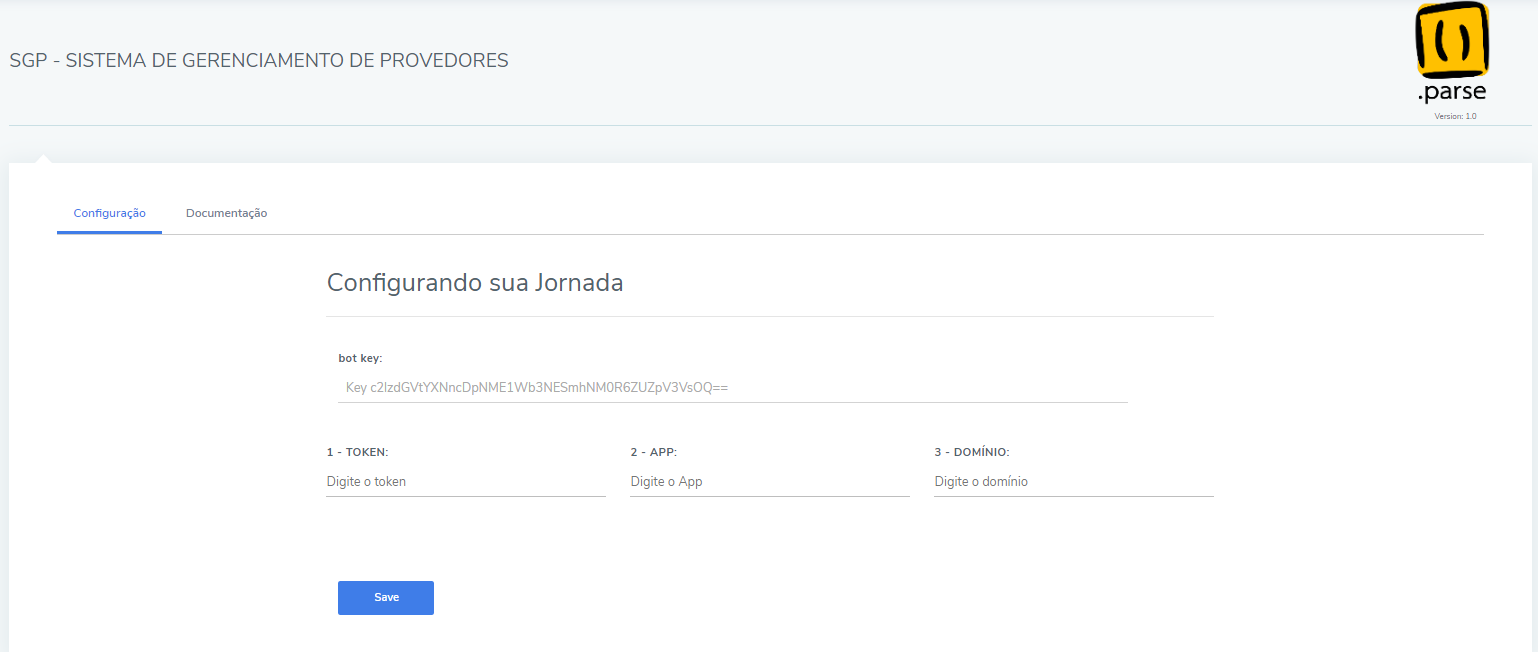 SGP - SISTEMA DE GERENCIAMENTO DE PROVEDORES
.parse
Version: 1.0
Configuração Documentação
Configurando sua Jornada
bot key:
Key c2lzdGVtYXNncDpNME1Wb3NESmhNM0R6ZUZpV3VsOQ==
1 - TOKEN: 2 - APP: 3 - DOMÍNIO:
Digite o token Digite o App Digite o domínio
Save